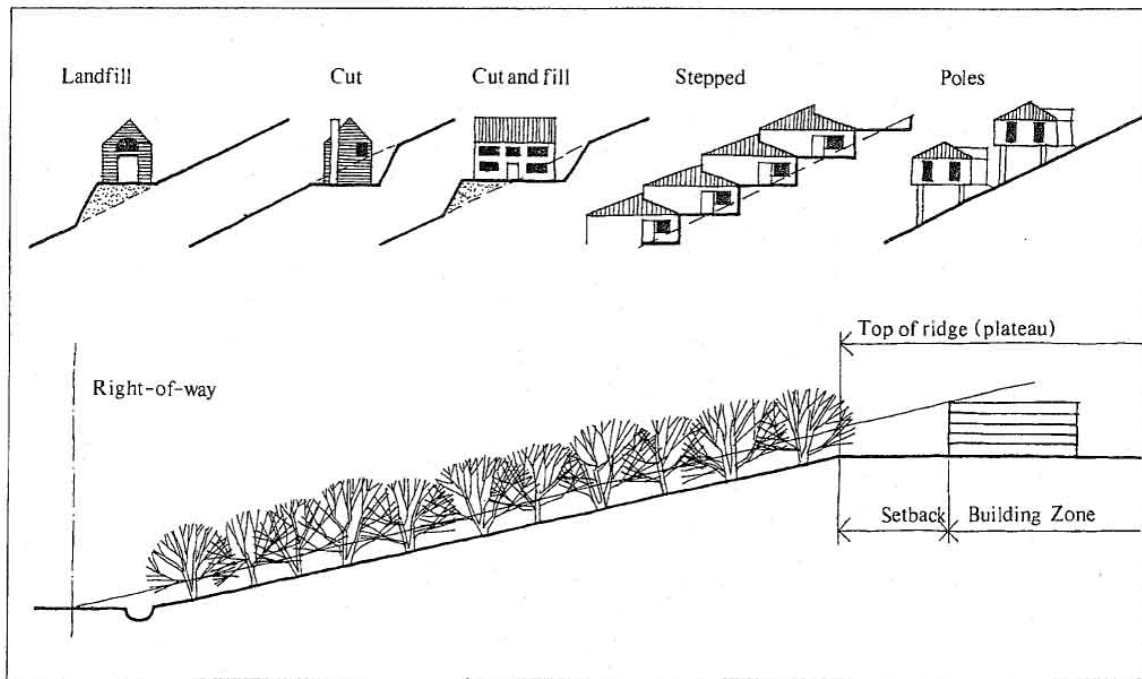 Landfill
Cut
Cut and fill
Stepped
Poles
Top of ridge (plateau)
Right-of-way
Setback
Building Zone